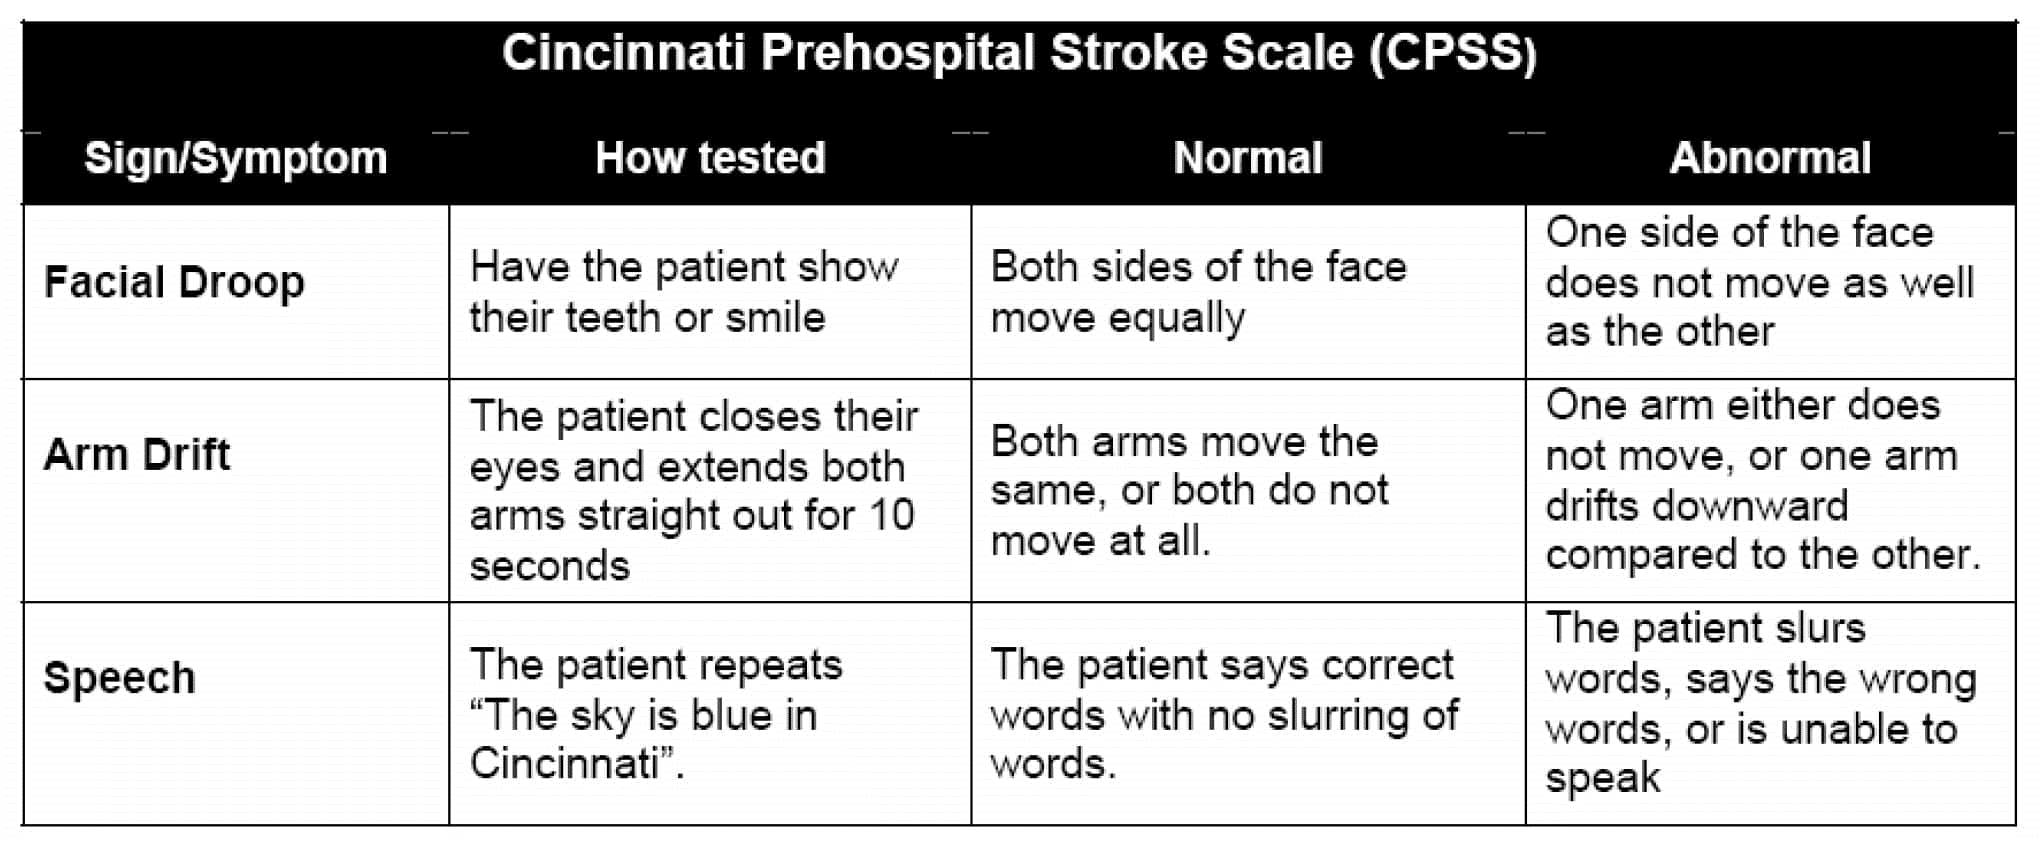 Cincinnati Prehospital Stroke Scale (CPSS)
Sign/Symptom
How tested
Normal
Abnormal
Facial Droop
Have the patient show
their teeth or smile
Both sides of the face
move equally
One side of the face
does not move as well
as the other
Arm Drift
The patient closes their
eyes and extends both
arms straight out for 10
seconds
Both arms move the
same, or both do not
move at all.
One arm either does
not move, or one arm
drifts downward
compared to the other.
Speech
The patient repeats
“The sky is blue in
Cincinnati”.
The patient says correct
words with no slurring of
words.
The patient slurs
words, says the wrong
words, or is unable to
speak